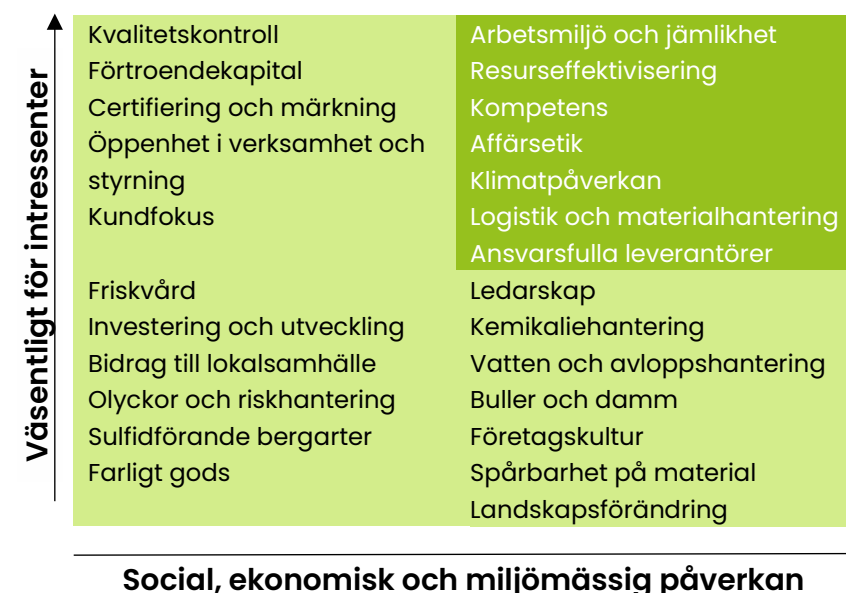 Väsentligt för intressenter
Kvalitetskontroll
Förtroendekapital
Certifiering och märkning
Öppenhet i verksamhet och
styrning
Kundfokus
Arbetsmiljö och jämlikhet
Resurseffektivisering
Kompetens
Affärsetik
Klimatpåverkan
Logistik och materialhantering
Ansvarsfulla leverantörer
Friskvård
Investering och utveckling
Bidrag till lokalsamhälle
Olyckor och riskhantering
Sulfidförande bergarter
Farligt gods
Ledarskap
Kemikaliehantering
Vatten och avloppshantering
Buller och damm
Företagskultur
Spårbarhet på material
Landskapsförändring
Social, ekonomisk och miljömässig påverkan